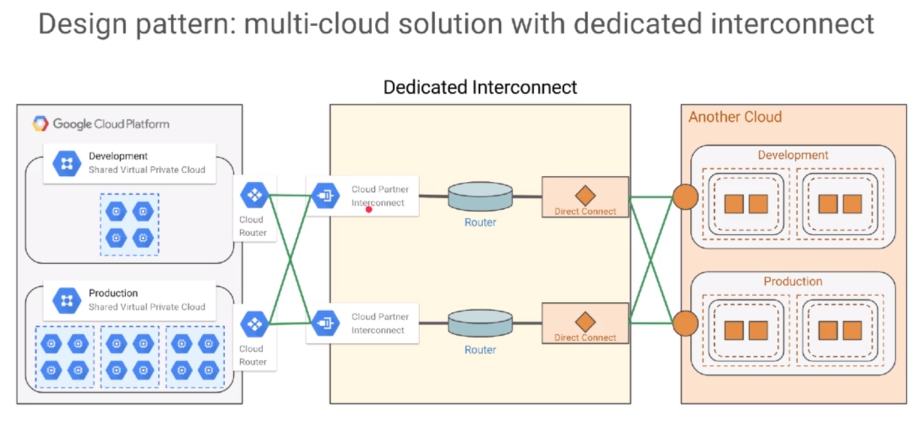 Design pattern: multi-cloud solution with dedicated interconnect
Dedicated Interconnect
Google Cloud Platform
Development
Shared Virtual Private Cloud
Cloud
Router
Production
Shared Virtual Private Cloud
Cloud
Router
Cloud Partner
Interconnect
Router
Direct Connect
Cloud Partner
Interconnect
Router
Direct Connect
Another Cloud
Development
Production